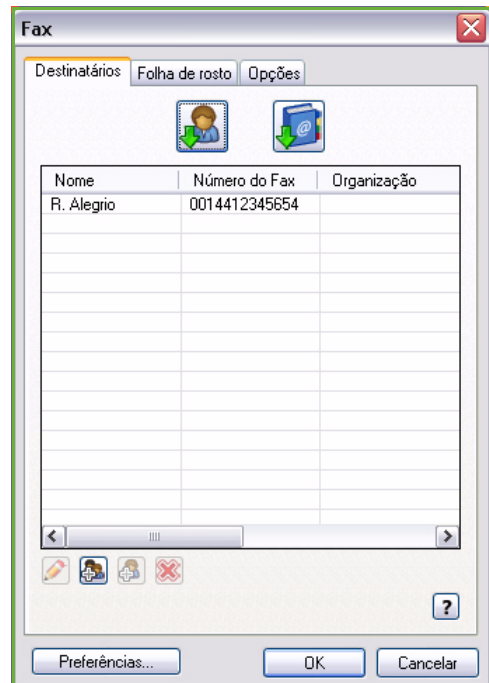 Fax
Destinatários Folha de rosto Opções
Nome Número do Fax Organização
R. Alegrio 0014412345654
?
Preferências... OK Cancelar